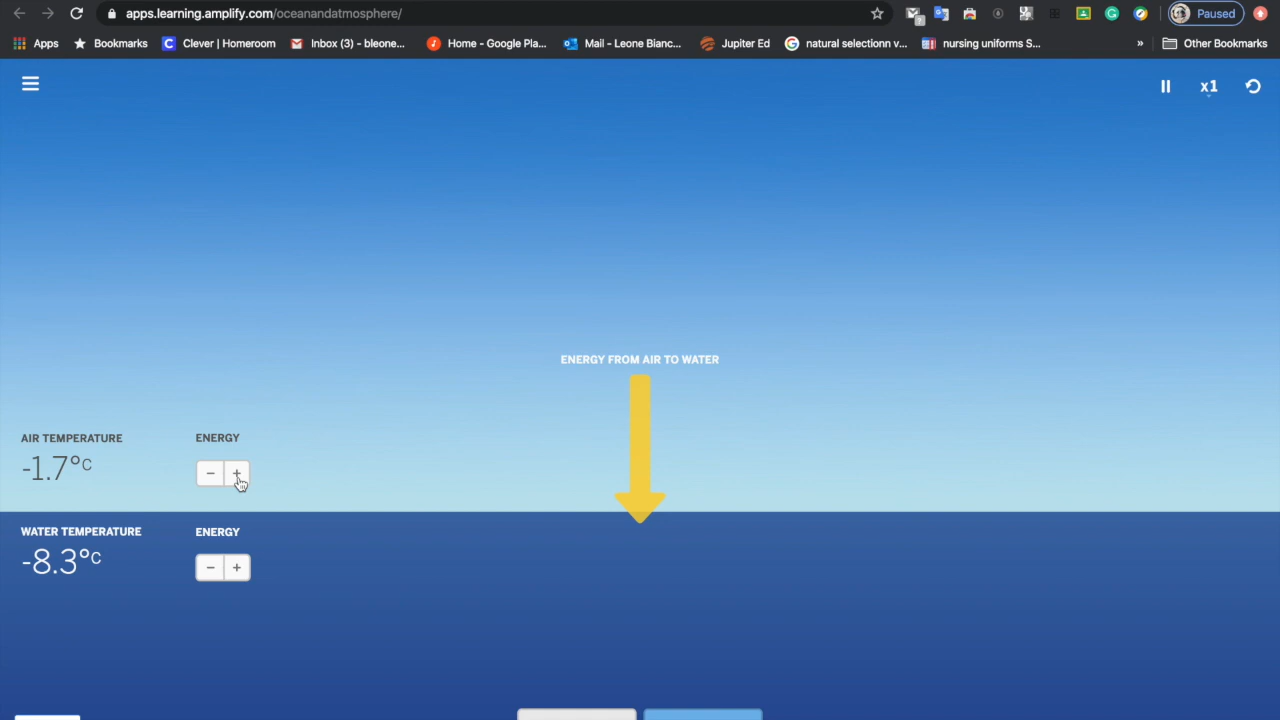 apps.learning.amplify.com/oceanandatmosphere/
Paused
Apps
Bookmarks
Clever | Homeroom
Inbox (3) - bleone...
Home - Google Pla...
Mail - Leone Bianc...
Jupiter Ed
natural selectionn v...
nursing uniforms S...
»
Other Bookmarks
x1
ENERGY FROM AIR TO WATER
AIR TEMPERATURE
ENERGY
-1.7°C
− +
WATER TEMPERATURE
ENERGY
-8.3°C
− +